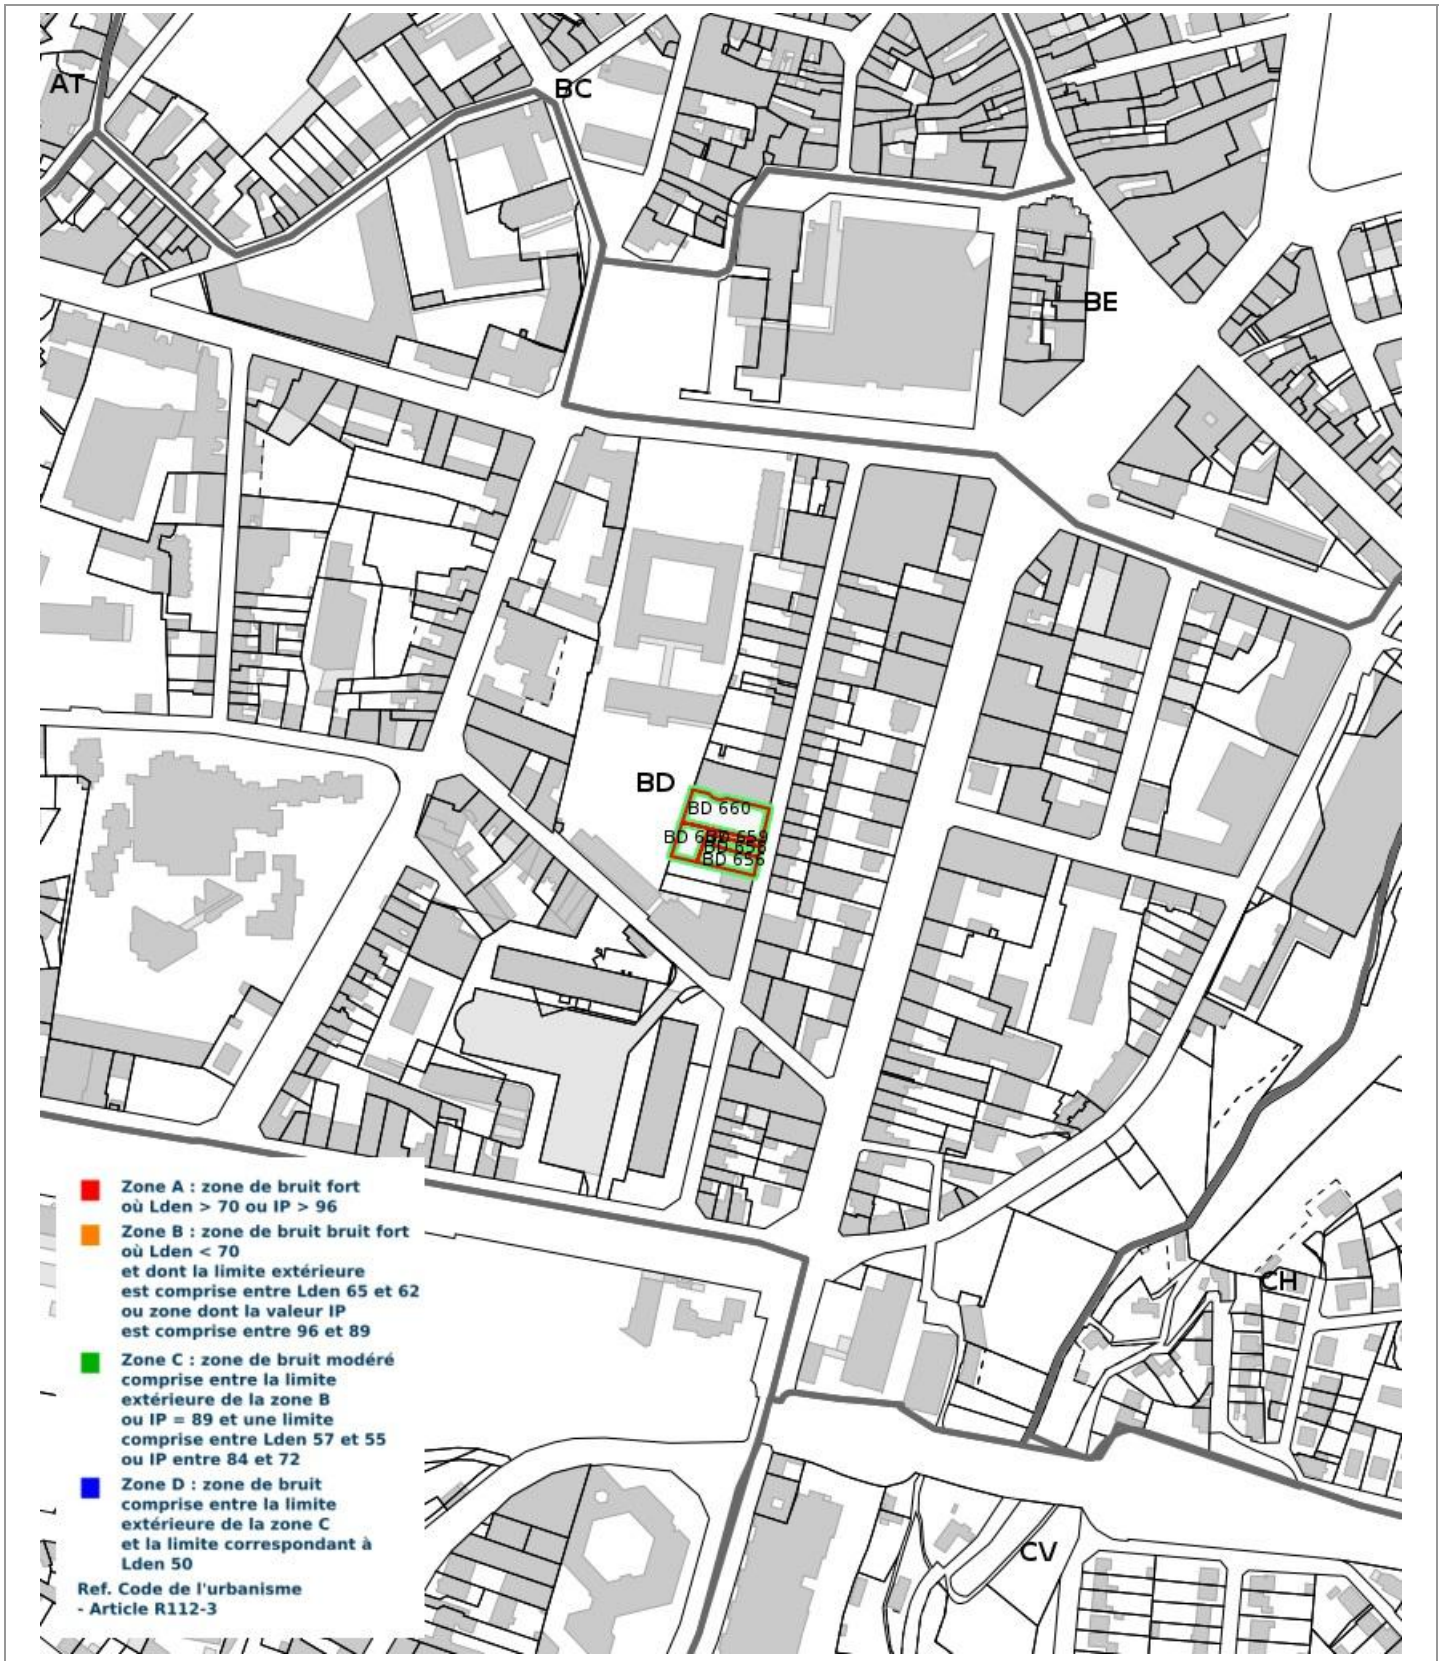 AT
BC
BE
BD
BD 660
BD 659
BD 656
Zone A : zone de bruit fort
où Lden > 70 ou IP > 96
Zone B : zone de bruit bruit fort
où Lden < 70
et dont la limite extérieure
est comprise entre Lden 65 et 62
ou zone dont la valeur IP
est comprise entre 96 et 89
Zone C : zone de bruit modéré
comprise entre la limite
extérieure de la zone B
ou IP = 89 et une limite
comprise entre Lden 57 et 55
ou IP entre 84 et 72
Zone D : zone de bruit
comprise entre la limite
extérieure de la zone C
et la limite correspondant à
Lden 50
Ref. Code de l'urbanisme
- Article R112-3
CH
CV